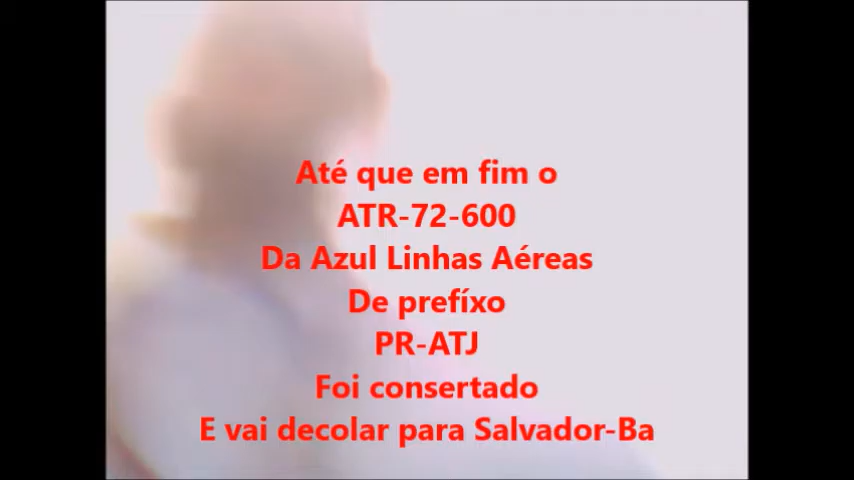 Até que em fim o
ATR-72-600
Da Azul Linhas Aéreas
De prefíxo
PR-ATJ
Foi consertado
E vai decolar para Salvador-Ba